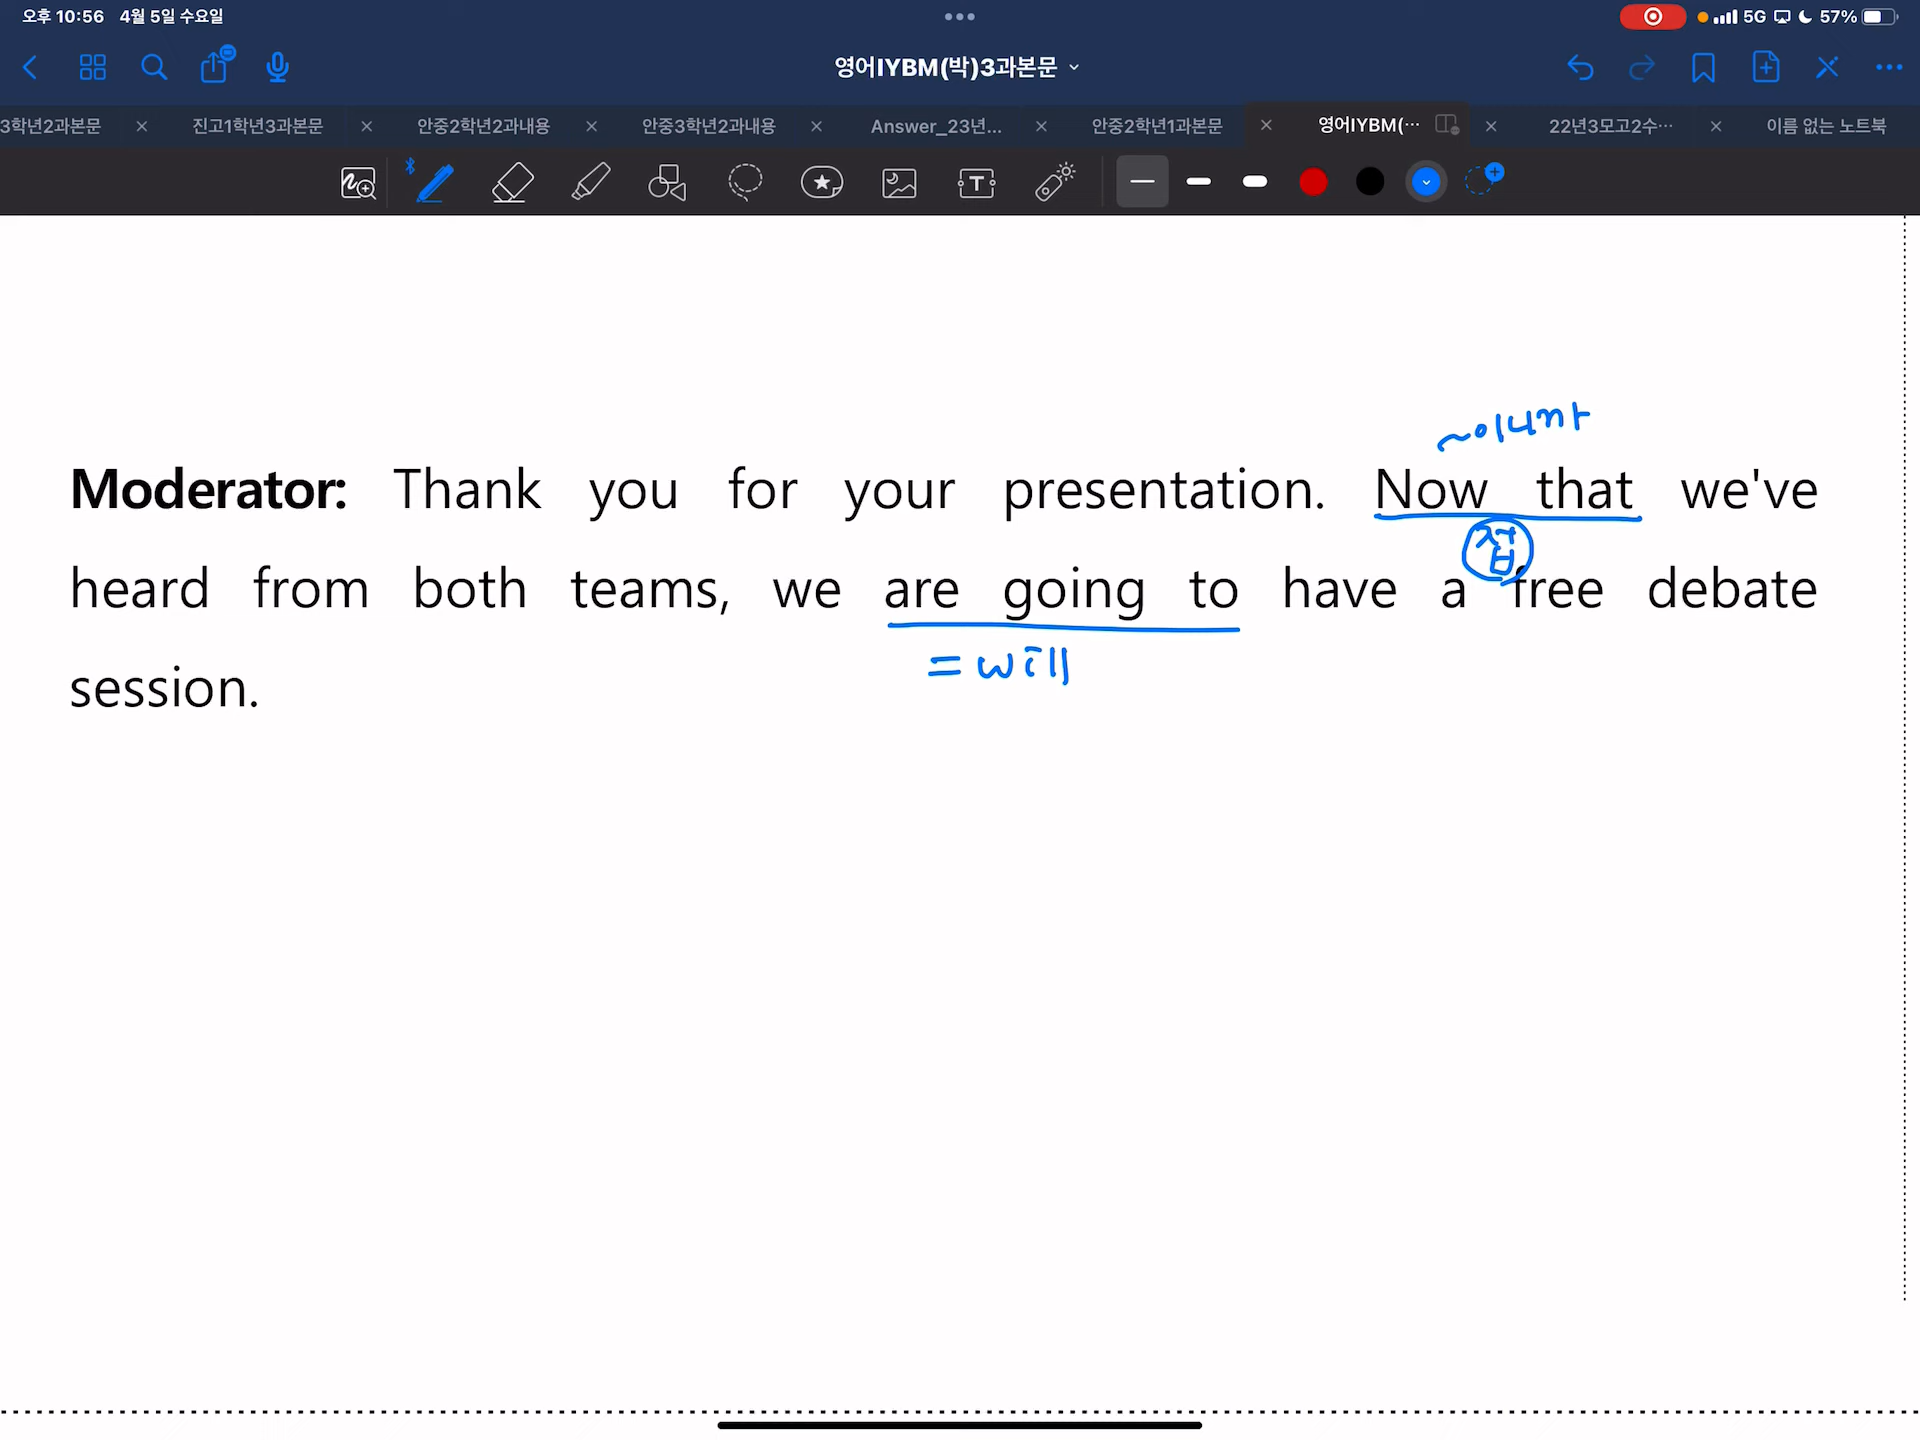 오후 10:56 4월 5일 수요일
5G 57%
영어IYBM(박)3과본문
3학년2과본문 진고1학년3과본문 안중2학년2과내용 안중3학년2과내용 Answer_23년... 안중2학년1과본문 영어IYBM(... 22년3모고2수... 이름 없는 노트북
~이니까
Moderator: Thank you for your presentation. Now that we've
접
heard from both teams, we are going to have a free debate
= will
session.